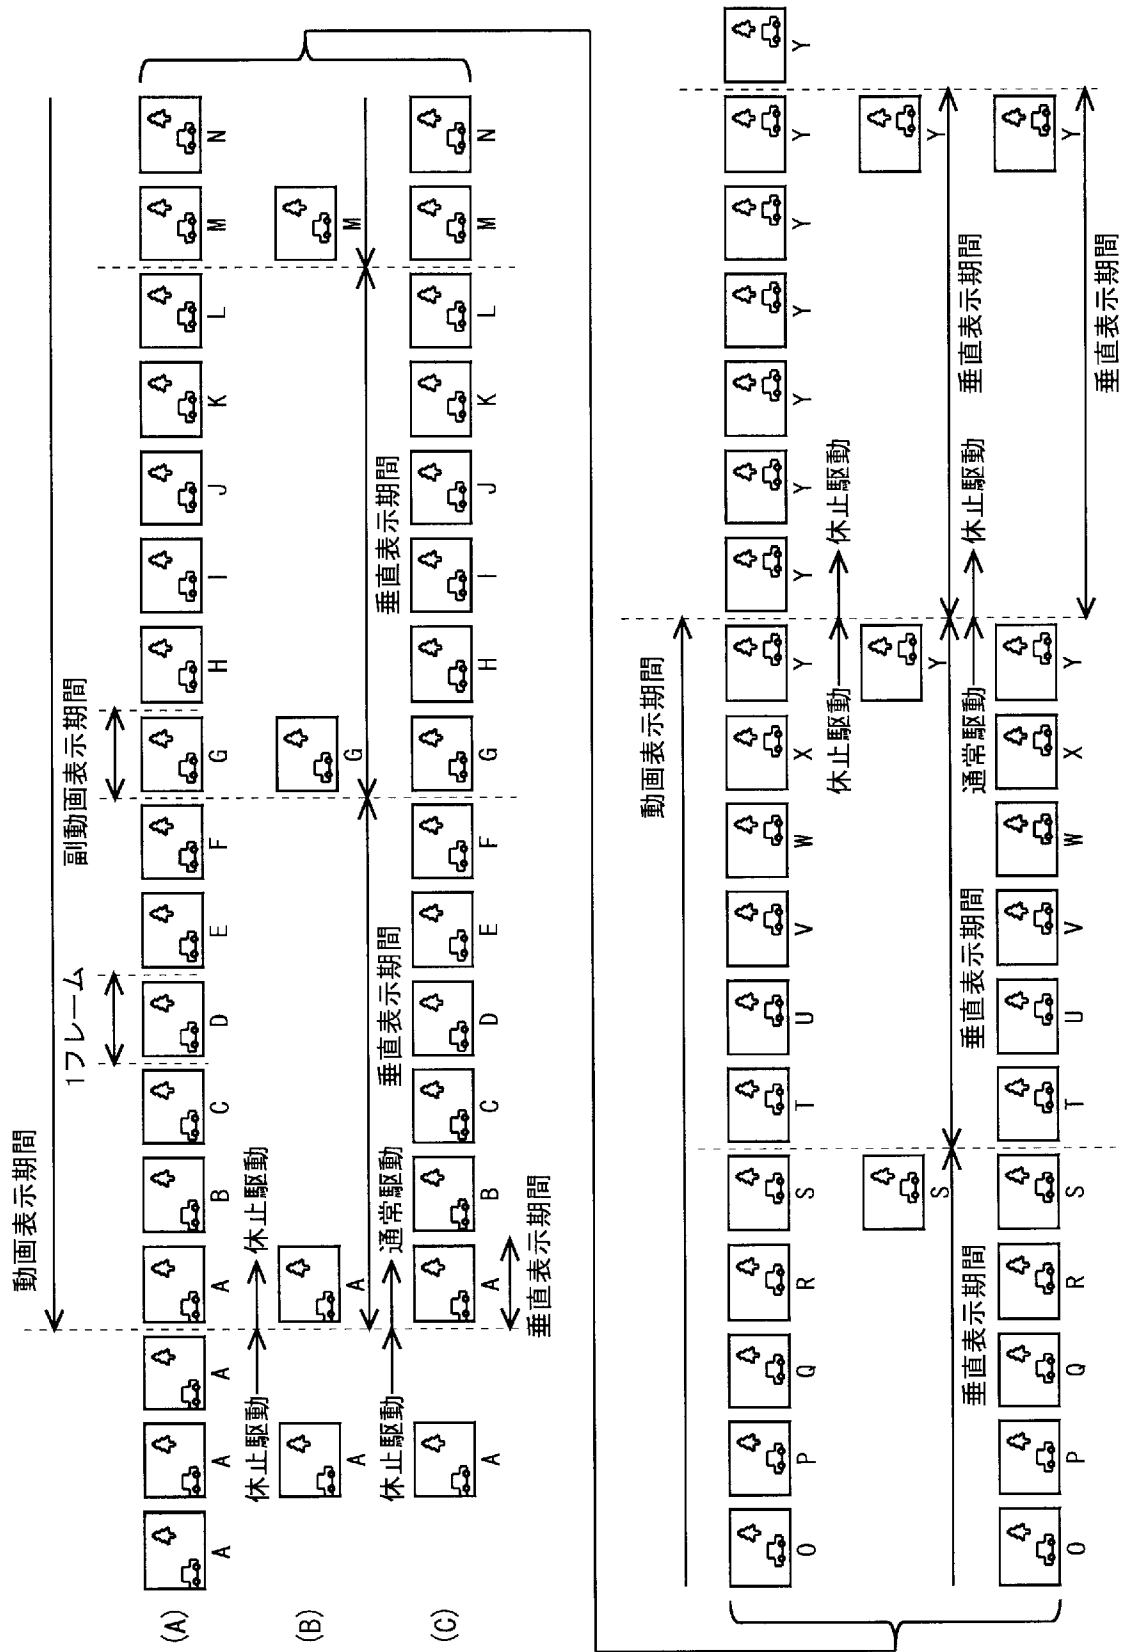 動画表示期間
1フレーム 副動画表示期間
(A) A A A A B C D E F G H I J K L M N
休止駆動 休止駆動
(B) A A G M
休止駆動 通常駆動 垂直表示期間 垂直表示期間
(C) A A B C D E F G H I J K L M N
垂直表示期間
動画表示期間
O P Q R S T U V W X Y Y Y Y Y Y Y Y
休止駆動 休止駆動
S Y Y
垂直表示期間 垂直表示期間 通常駆動 休止駆動 垂直表示期間
O P Q R S T U V W X Y Y
垂直表示期間